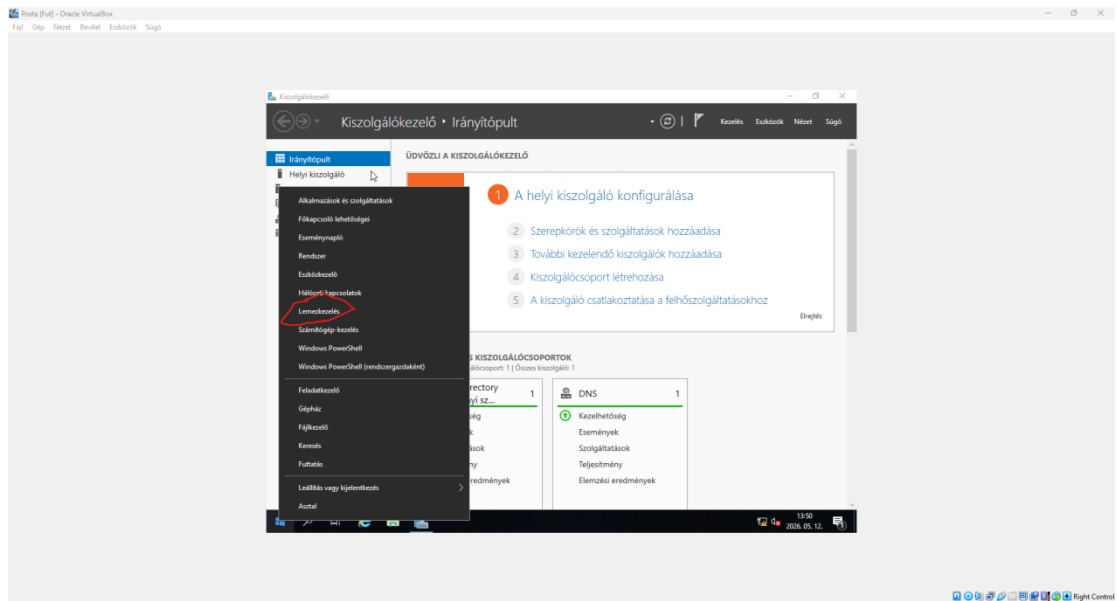 Posta [Fut] - Oracle VirtualBox
Fájl Gép Nézet Bevitel Eszközök Súgó
Kiszolgálókezelő
Kiszolgálókezelő • Irányítópult
Kezelés Eszközök Nézet Súgó
Irányítópult
Helyi kiszolgáló
ÜDVÖZLI A KISZOLGÁLÓKEZELŐ
1 A helyi kiszolgáló konfigurálása
2 Szerepkörök és szolgáltatások hozzáadása
3 További kezelendő kiszolgálók hozzáadása
4 Kiszolgálócsoport létrehozása
5 A kiszolgáló csatlakoztatása a felhőszolgáltatásokhoz
Elrejtés
Alkalmazások és szolgáltatások
Főkapcsoló lehetőségei
Eseménynapló
Rendszer
Eszközkezelő
Hálózati kapcsolatok
Lemezkezelés
Számítógép-kezelés
Windows PowerShell
Windows PowerShell (rendszergazdaként)
Feladatkezelő
Gépház
Fájlkezelő
Keresés
Futtatás
Leállítás vagy kijelentkezés
Asztal
S KISZOLGÁLÓCSOPORTOK
álócsoport: 1 | Összes kiszolgáló: 1
rectory 1
nyi sz...
ség
k
ások
ny
redmények
DNS 1
Kezelhetőség
Események
Szolgáltatások
Teljesítmény
Elemzési eredmények
13:50
2026. 05. 12.
Right Control